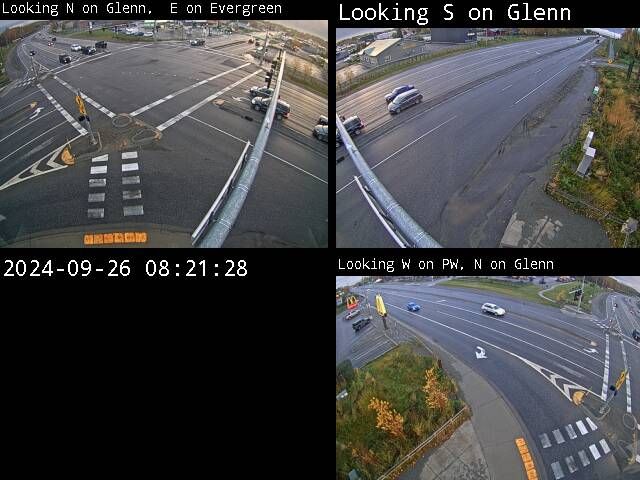 Looking N on Glenn,  E on Evergreen
Looking S on Glenn
2024-09-26 08:21:28
Looking W on PW, N on Glenn